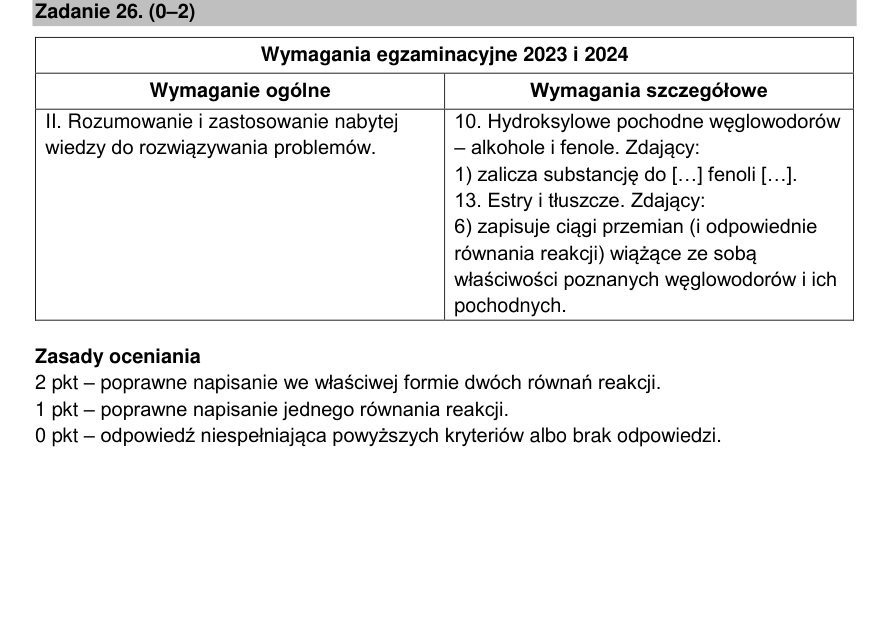 Zadanie 26. (0–2)
Wymagania egzaminacyjne 2023 i 2024
Wymaganie ogólne
Wymagania szczegółowe
II. Rozumowanie i zastosowanie nabytej
wiedzy do rozwiązywania problemów.
10. Hydroksylowe pochodne węglowodorów
– alkohole i fenole. Zdający:
1) zalicza substancję do […] fenoli […].
13. Estry i tłuszcze. Zdający:
6) zapisuje ciągi przemian (i odpowiednie
równania reakcji) wiążące ze sobą
właściwości poznanych węglowodorów i ich
pochodnych.
Zasady oceniania
2 pkt – poprawne napisanie we właściwej formie dwóch równań reakcji.
1 pkt – poprawne napisanie jednego równania reakcji.
0 pkt – odpowiedź niespełniająca powyższych kryteriów albo brak odpowiedzi.